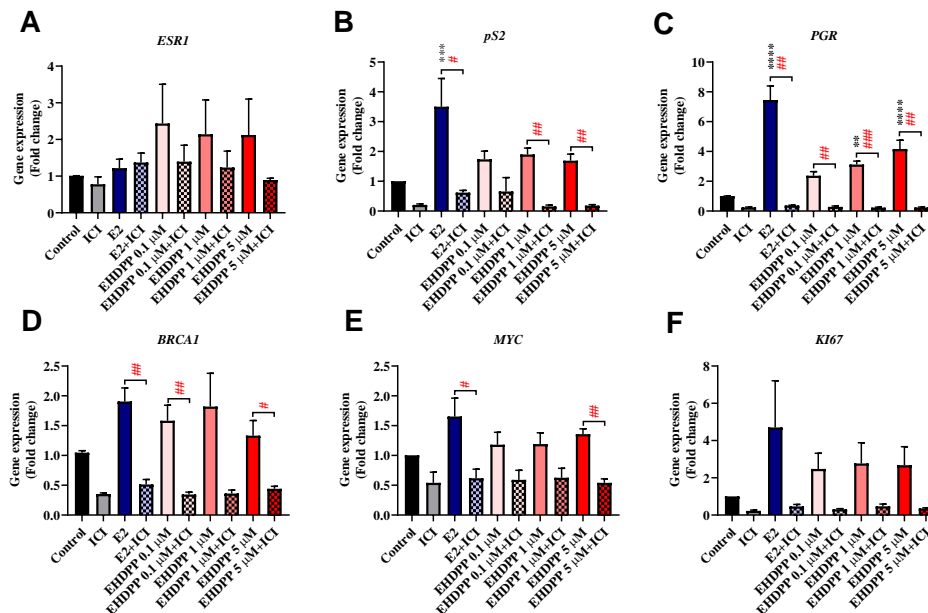 A
ESR1
Gene expression
(Fold change)
4
3
2
1
0
Control
ICI
E2
E2+ICI
EHDPP 0.1 µM
EHDPP 0.1 µM+ICI
EHDPP 1 µM
EHDPP 1 µM+ICI
EHDPP 5 µM
EHDPP 5 µM+ICI
B
pS2
Gene expression
(Fold change)
5
4
3
2
1
0
***
#
##
##
Control
ICI
E2
E2+ICI
EHDPP 0.1 µM
EHDPP 0.1 µM+ICI
EHDPP 1 µM
EHDPP 1 µM+ICI
EHDPP 5 µM
EHDPP 5 µM+ICI
C
PGR
Gene expression
(Fold change)
10
8
6
4
2
0
****
##
##
**
###
****
##
Control
ICI
E2
E2+ICI
EHDPP 0.1 µM
EHDPP 0.1 µM+ICI
EHDPP 1 µM
EHDPP 1 µM+ICI
EHDPP 5 µM
EHDPP 5 µM+ICI
D
BRCA1
Gene expression
(Fold change)
2.5
2.0
1.5
1.0
0.5
0.0
##
##
#
Control
ICI
E2
E2+ICI
EHDPP 0.1 µM
EHDPP 0.1 µM+ICI
EHDPP 1 µM
EHDPP 1 µM+ICI
EHDPP 5 µM
EHDPP 5 µM+ICI
E
MYC
Gene expression
(Fold change)
2.5
2.0
1.5
1.0
0.5
0.0
#
##
Control
ICI
E2
E2+ICI
EHDPP 0.1 µM
EHDPP 0.1 µM+ICI
EHDPP 1 µM
EHDPP 1 µM+ICI
EHDPP 5 µM
EHDPP 5 µM+ICI
F
KI67
Gene expression
(Fold change)
8
6
4
2
0
Control
ICI
E2
E2+ICI
EHDPP 0.1 µM
EHDPP 0.1 µM+ICI
EHDPP 1 µM
EHDPP 1 µM+ICI
EHDPP 5 µM
EHDPP 5 µM+ICI